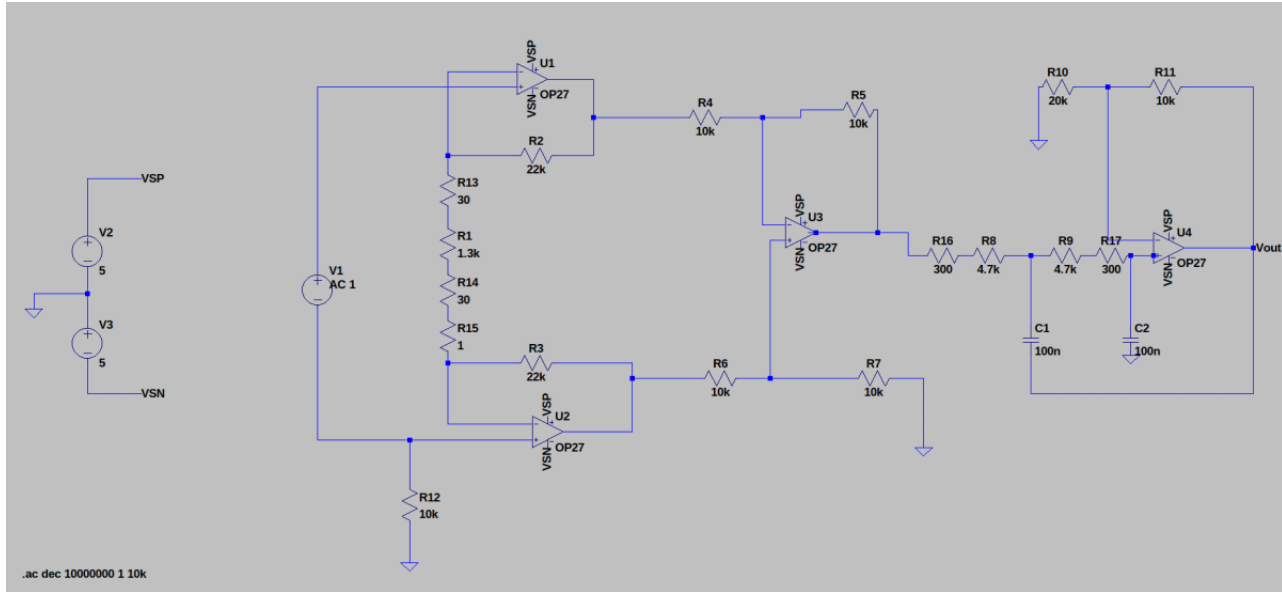 VSP
V2
5
V3
5
VSN
V1
AC 1
VSP
U1
VSN
OP27
R2
22k
R13
30
R1
1.3k
R14
30
R15
1
R3
22k
VSP
U2
VSN
OP27
R12
10k
R4
10k
R5
10k
VSP
U3
VSN
OP27
R6
10k
R7
10k
R16
300
R8
4.7k
R9
4.7k
R17
300
R10
20k
R11
10k
VSP
U4
VSN
OP27
Vout
C1
100n
C2
100n
.ac dec 10000000 1 10k